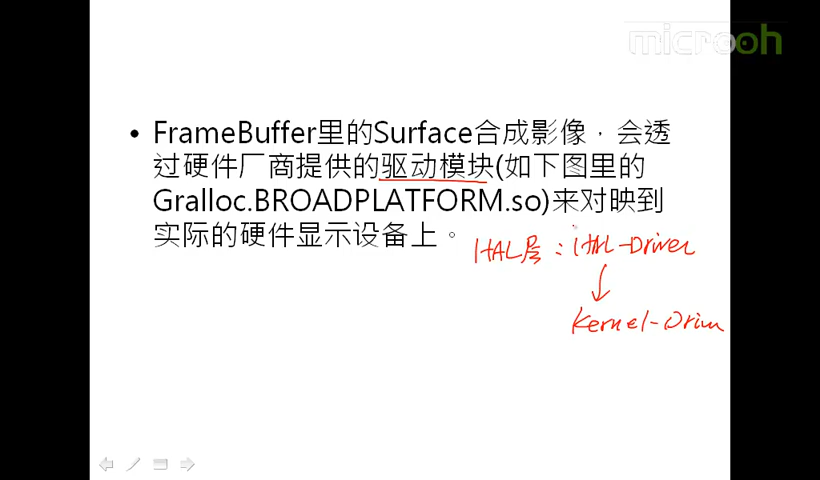 microoh
• FrameBuffer里的Surface合成影像，会透
过硬件厂商提供的驱动模块(如下图里的
Gralloc.BROADPLATFORM.so)来对映到
实际的硬件显示设备上。
HAL层：HAL-Driver
Kernel-Driv